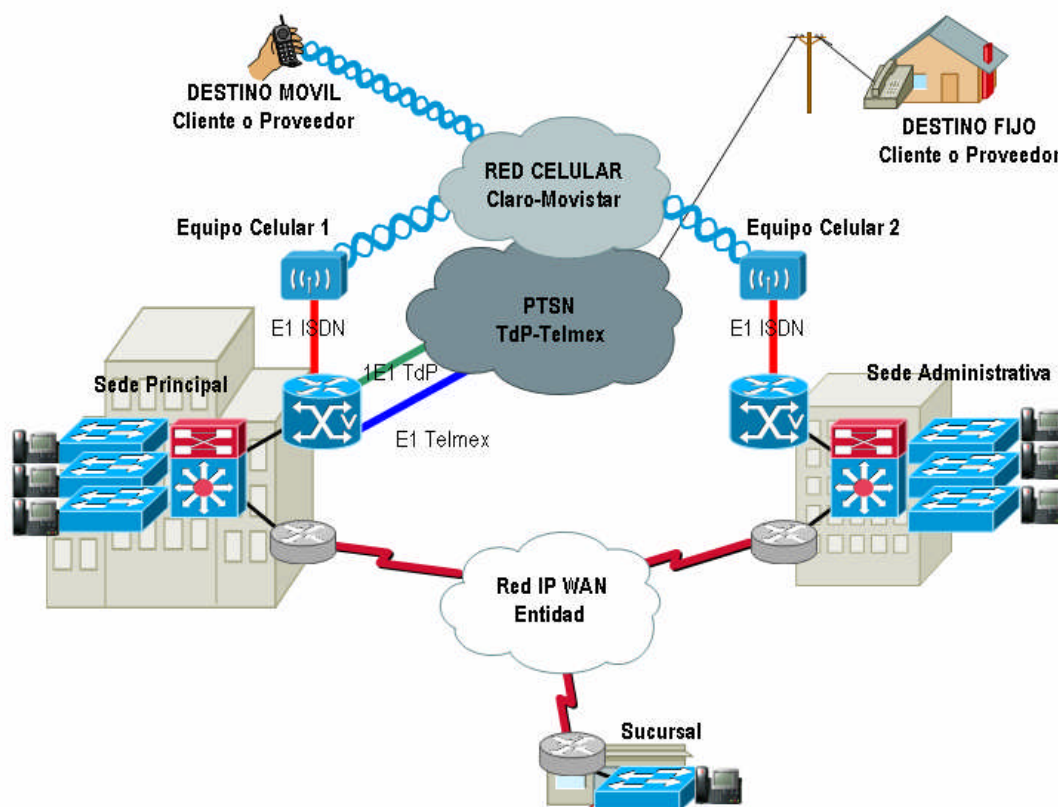 DESTINO MOVIL
Cliente o Proveedor
DESTINO FIJO
Cliente o Proveedor
RED CELULAR
Claro-Movistar
Equipo Celular 1
Equipo Celular 2
PTSN
TdP-Telmex
E1 ISDN
E1 ISDN
1E1 TdP
Sede Principal
Sede Administrativa
E1 Telmex
Red IP WAN
Entidad
Sucursal